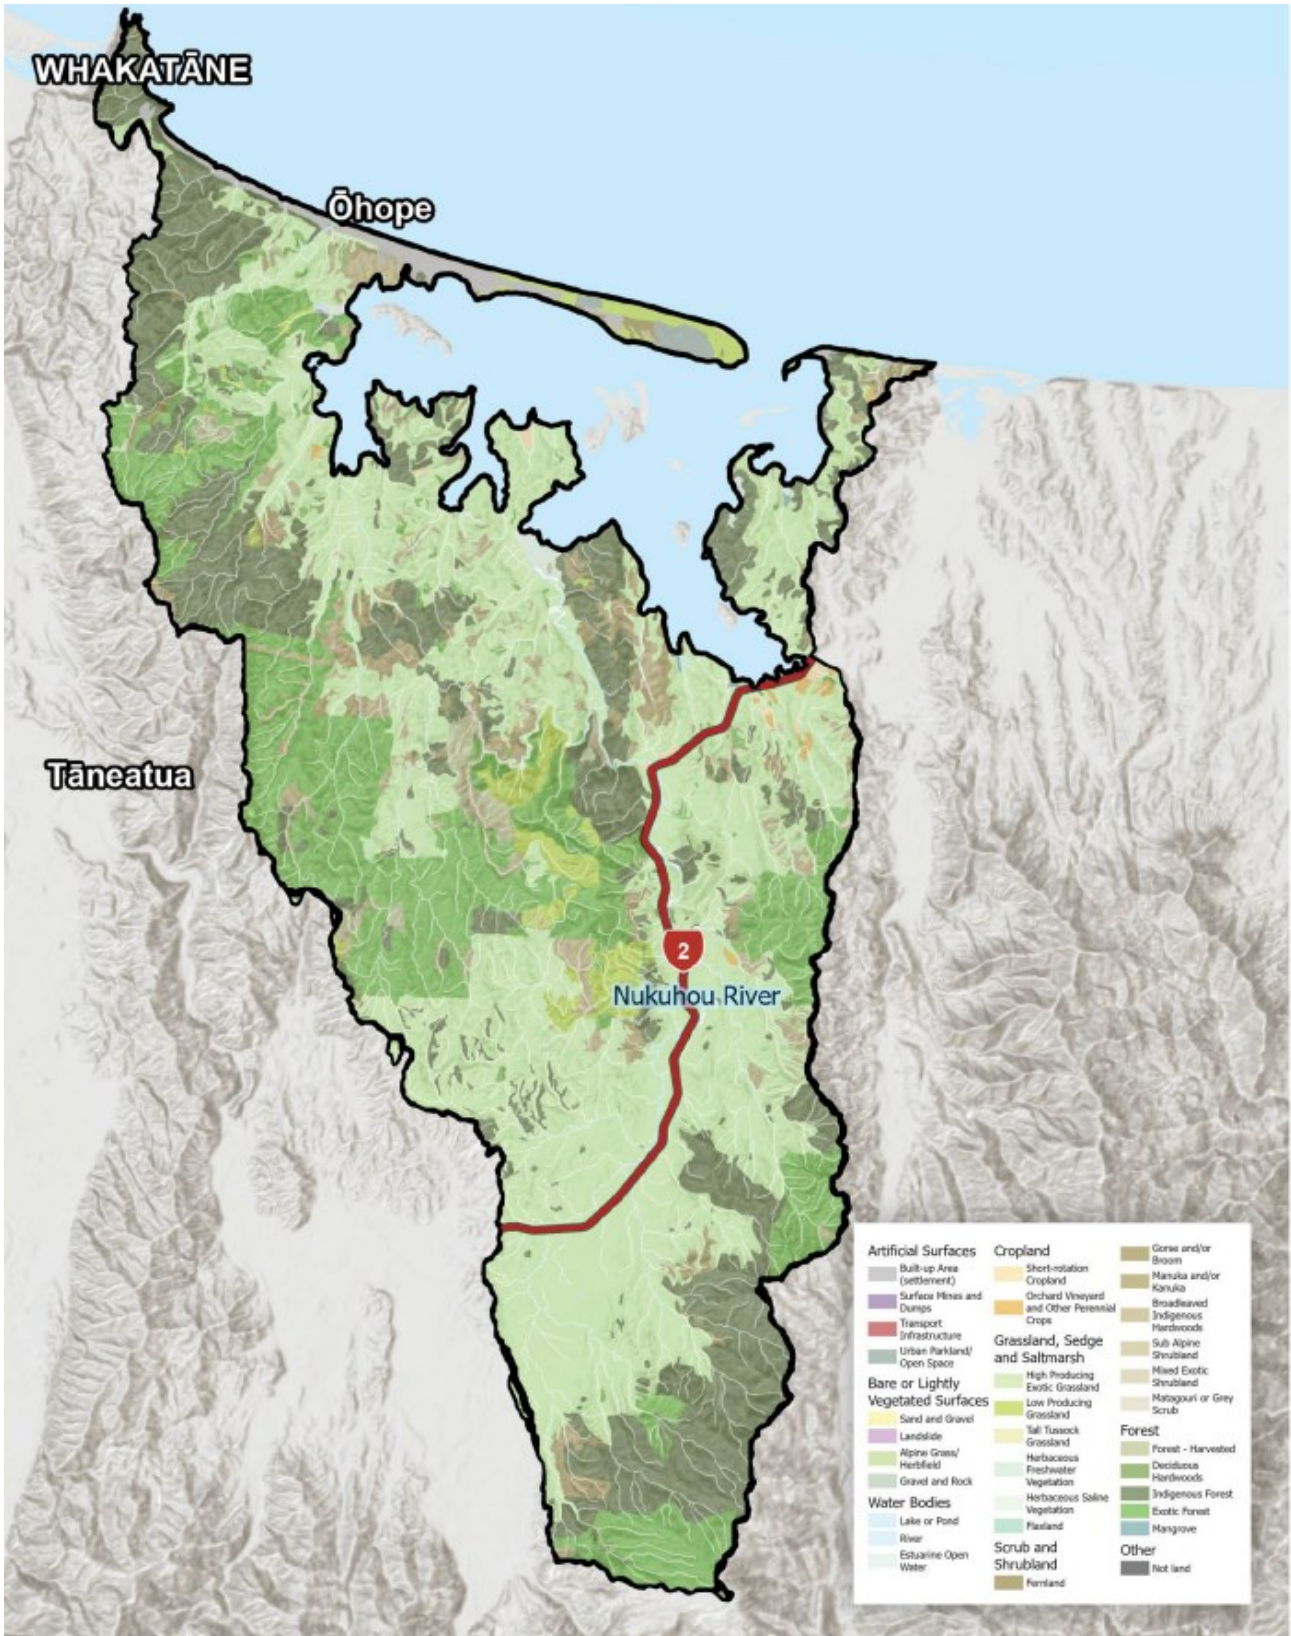 WHAKATĀNE
Ōhope
Tāneatua
2
Nukuhou River
Artificial Surfaces
Built-up Area
(settlement)
Surface Mines and
Dumps
Transport
Infrastructure
Urban Parkland/
Open Space
Bare or Lightly
Vegetated Surfaces
Sand and Gravel
Landslide
Alpine Grass/
Herbfield
Gravel and Rock
Water Bodies
Lake or Pond
River
Estuarine Open
Water
Cropland
Short-rotation
Cropland
Orchard Vineyard
and Other Perennial
Crops
Grassland, Sedge
and Saltmarsh
High Producing
Exotic Grassland
Low Producing
Grassland
Tall Tussock
Grassland
Herbaceous
Freshwater
Vegetation
Herbaceous Saline
Vegetation
Flaxland
Scrub and
Shrubland
Fernland
Gorse and/or
Broom
Manuka and/or
Kanuka
Broadleaved
Indigenous
Hardwoods
Sub Alpine
Shrubland
Mixed Exotic
Shrubland
Matagouri or Grey
Scrub
Forest
Forest - Harvested
Deciduous
Hardwoods
Indigenous Forest
Exotic Forest
Mangrove
Other
Not land